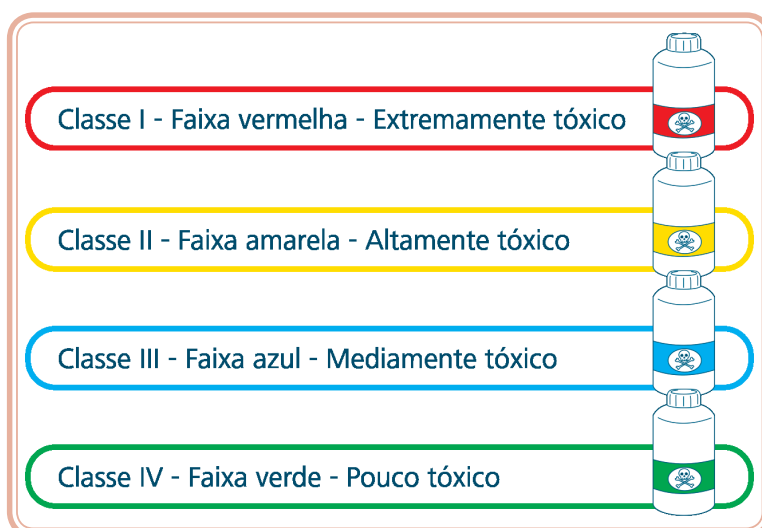 Classe I - Faixa vermelha - Extremamente tóxico
Classe II - Faixa amarela - Altamente tóxico
Classe III - Faixa azul - Mediamente tóxico
Classe IV - Faixa verde - Pouco tóxico